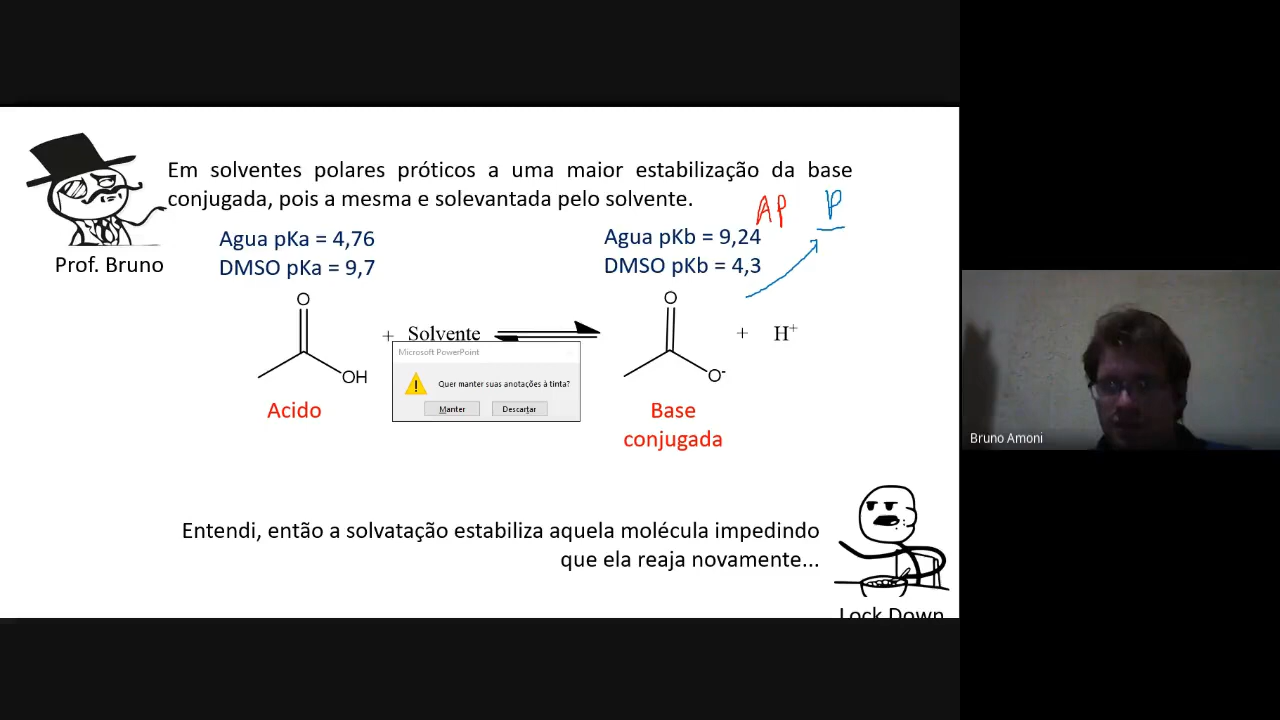 Em solventes polares próticos a uma maior estabilização da base
conjugada, pois a mesma e solevantada pelo solvente.
AP P
Prof. Bruno
Agua pKa = 4,76
DMSO pKa = 9,7
Agua pKb = 9,24
DMSO pKb = 4,3
O
OH
+ Solvente
O
O-
+ H+
Microsoft PowerPoint
Quer manter suas anotações à tinta?
Manter Descartar
Acido
Base
conjugada
Bruno Amoni
Entendi, então a solvatação estabiliza aquela molécula impedindo
que ela reaja novamente...
Lock Down